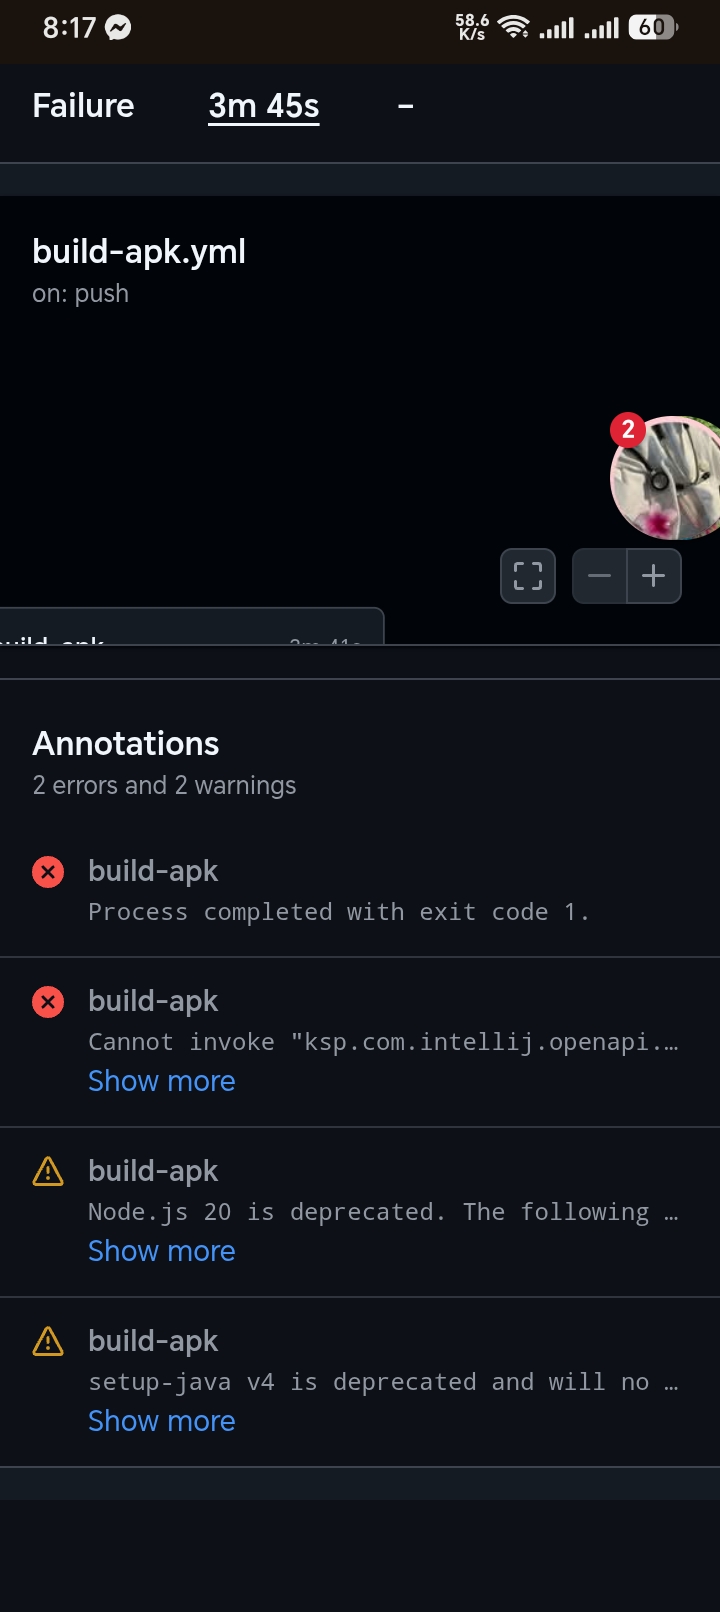 8:17
58.6
K/s
60
Failure 3m 45s –
build-apk.yml
on: push
2
Annotations
2 errors and 2 warnings
build-apk
Process completed with exit code 1.
build-apk
Cannot invoke "ksp.com.intellij.openapi.…
Show more
build-apk
Node.js 20 is deprecated. The following …
Show more
build-apk
setup-java v4 is deprecated and will no …
Show more